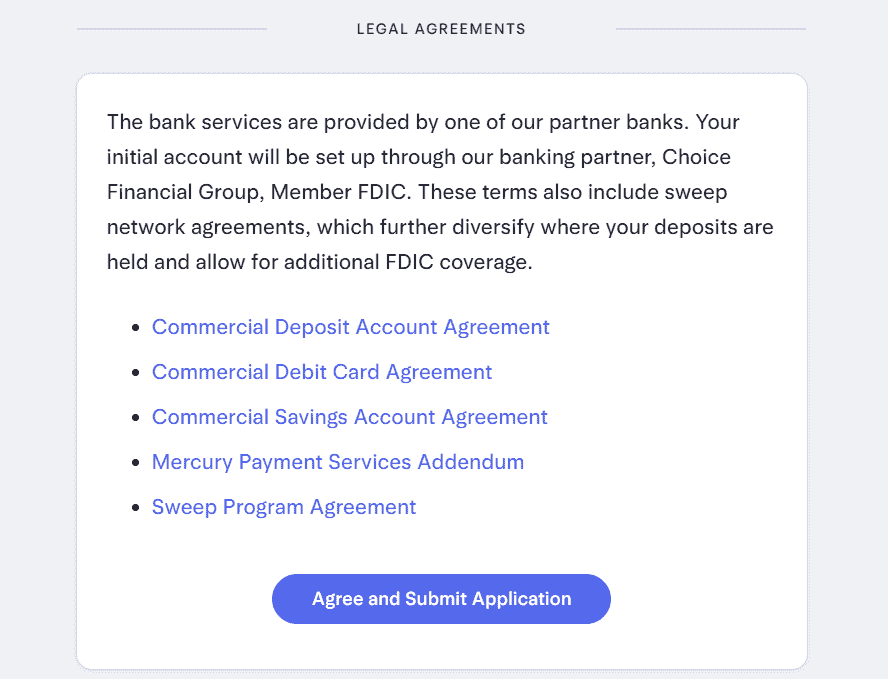 LEGAL AGREEMENTS
The bank services are provided by one of our partner banks. Your
initial account will be set up through our banking partner, Choice
Financial Group, Member FDIC. These terms also include sweep
network agreements, which further diversify where your deposits are
held and allow for additional FDIC coverage.
• Commercial Deposit Account Agreement
• Commercial Debit Card Agreement
• Commercial Savings Account Agreement
• Mercury Payment Services Addendum
• Sweep Program Agreement
Agree and Submit Application